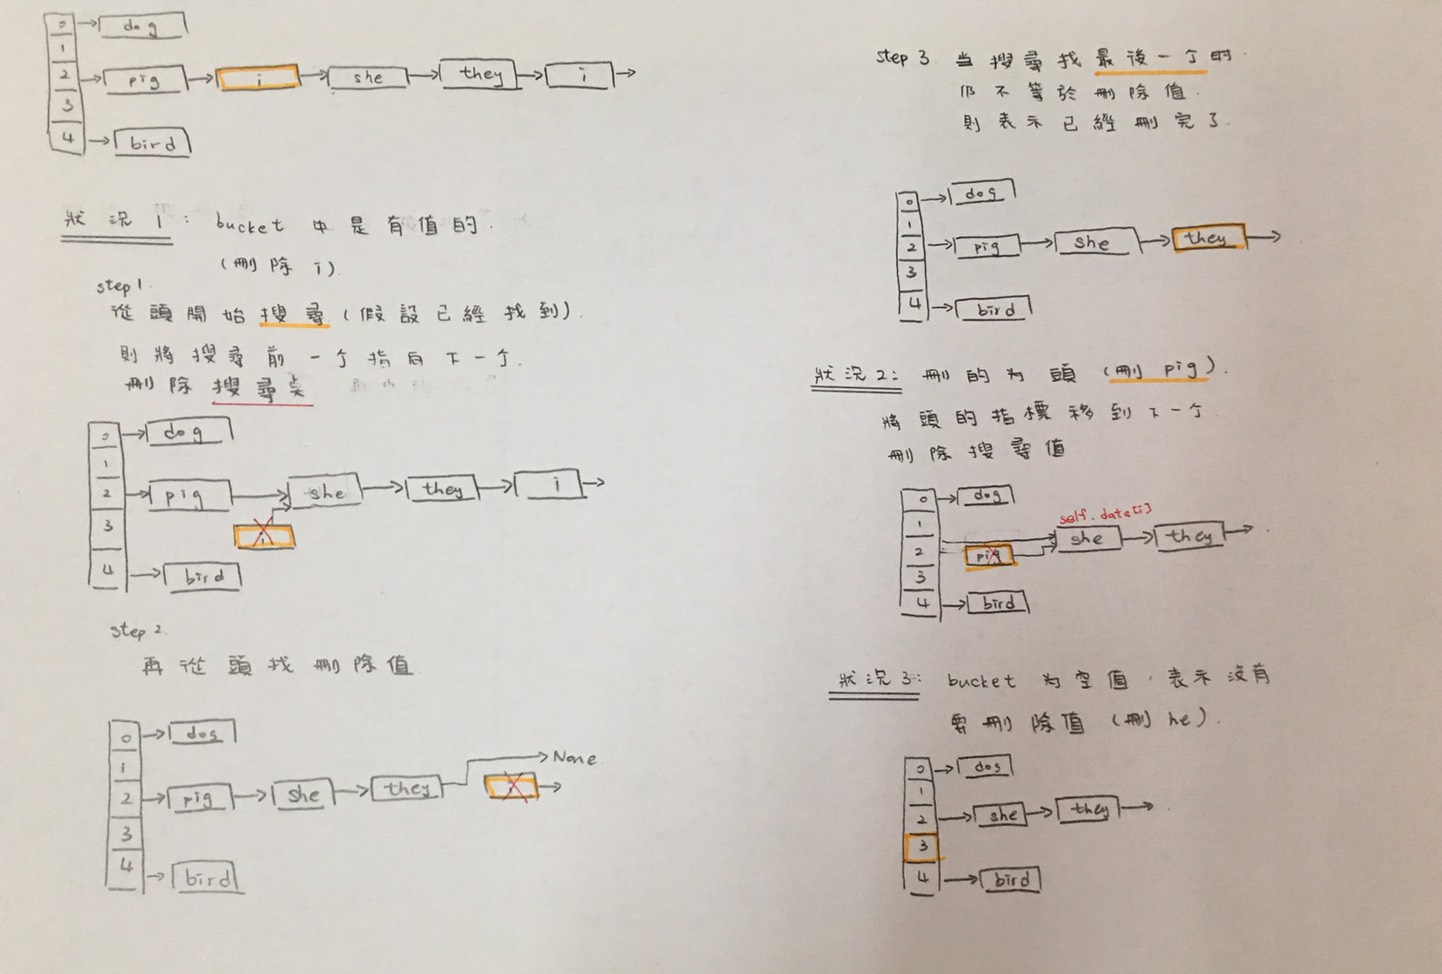 0 dog
1
2 pig i she they i
3
4 bird
狀況1：bucket 中是有值的.
(刪除 i).
step1.
從頭開始搜尋(假設已經找到).
則將搜尋前一个指向下一个.
刪除搜尋矣
0 dog
1
2 pig she they i
3
4 bird
step 2.
再從頭找刪除值
0 dog
1 None
2 pig she they
3
4 bird
step 3. 当搜尋找最後一个的.
仍不等於刪除值.
則表示已經刪完了.
0 dog
1
2 pig she they
3
4 bird
狀況2：刪的為頭(刪 pig).
將頭的指標移到下一个.
刪除搜尋值
0 dog
1 self.data[i]
2 pig she they
3
4 bird
狀況3：bucket 為空值，表示沒有
要刪除值(刪 he).
0 dog
1
2 she they
3
4 bird